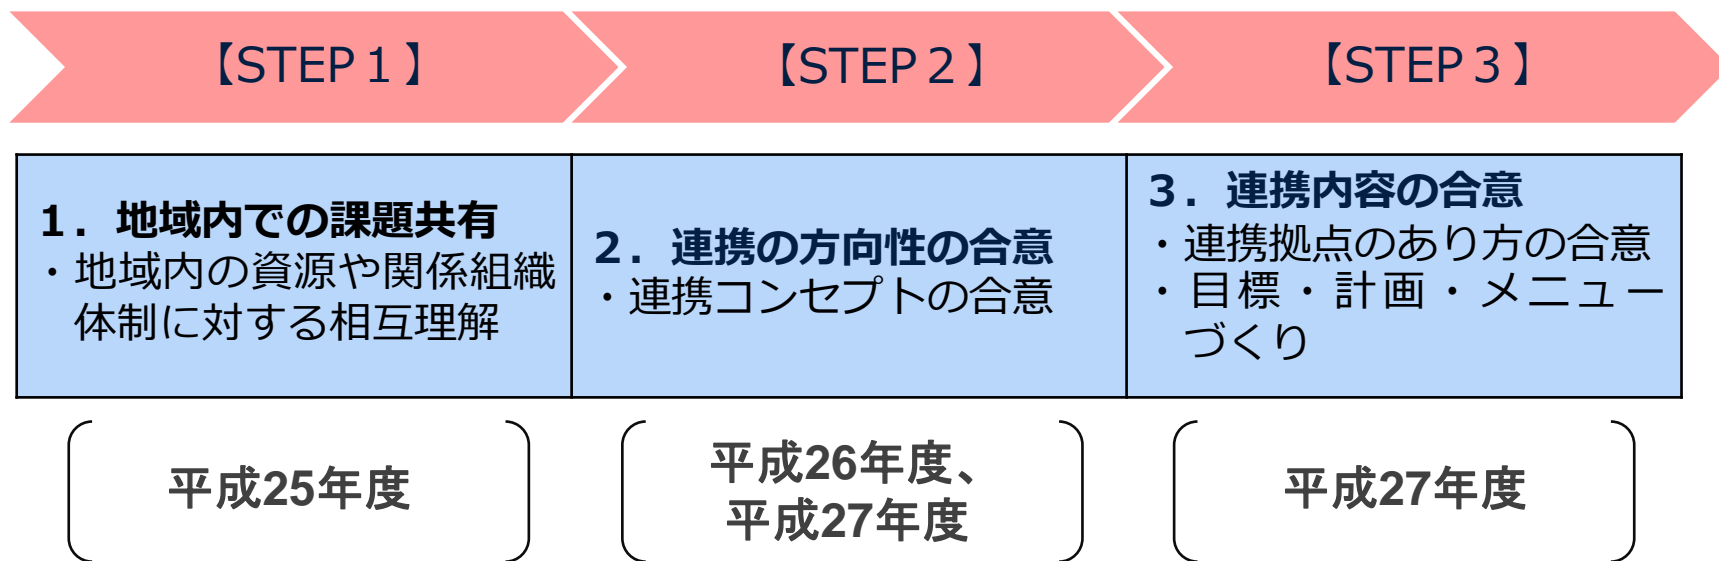 【STEP１】
【STEP２】
【STEP３】
１．地域内での課題共有
・地域内の資源や関係組織
体制に対する相互理解
２．連携の方向性の合意
・連携コンセプトの合意
３．連携内容の合意
・連携拠点のあり方の合意
・目標・計画・メニュー
づくり
平成25年度
平成26年度、
平成27年度
平成27年度